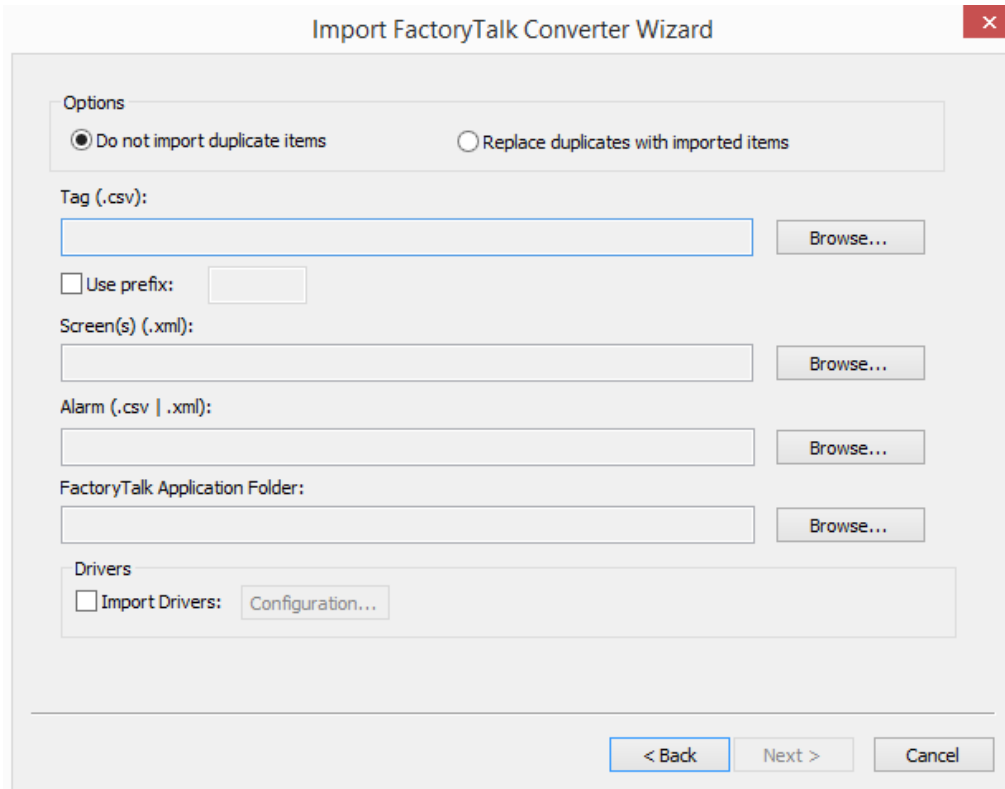 Import FactoryTalk Converter Wizard
Options
Do not import duplicate items Replace duplicates with imported items
Tag (.csv):
Browse...
Use prefix:
Screen(s) (.xml):
Browse...
Alarm (.csv | .xml):
Browse...
FactoryTalk Application Folder:
Browse...
Drivers
Import Drivers: Configuration...
< Back Next > Cancel